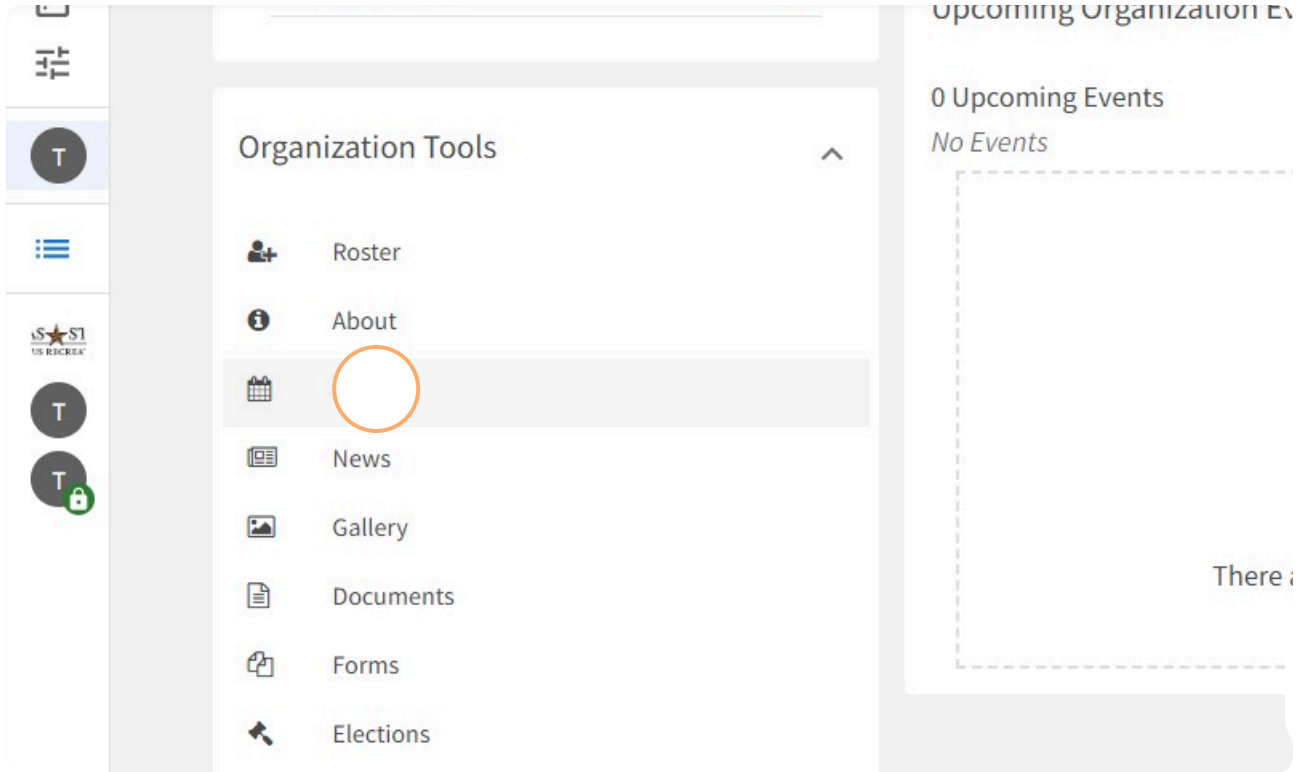 0 Upcoming Events
No Events
There
Organization Tools
Roster
About
News
Gallery
Documents
Forms
Elections
Upcoming Organization
T
T
T